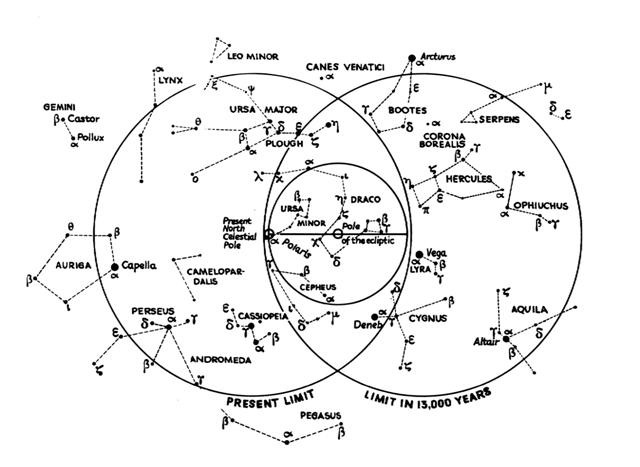 LEO MINOR
CANES VENATICI
α
Arcturus
α
α
LYNX
ξ
ψ
ε
α
μ
GEMINI
β Castor
α Pollux
θ
URSA MAJOR
β
γ
δ
ε
η
ζ
α
PLOUGH
γ
BOOTES
δ
α
CORONA
BOREALIS
SERPENS
δ
ε
ο
λ
χ
α
ι
η
ζ
β
γ
HERCULES
ε
π
α
κ
OPHIUCHUS
α
β
γ
URSA
MINOR
β
η
DRACO
ζ
β
γ
Present
North
Celestial
Pole
α
Polaris
Pole
of the ecliptic
χ
δ
θ
β
AURIGA
Capella
α
β
ι
CAMELOPAR-
DALIS
γ
β
CEPHEUS
α
ι
δ
μ
Vega
α
LYRA
β
γ
PERSEUS
δ
γ
α
ε
ζ
β
γ
ANDROMEDA
ε
δ
CASSIOPEIA
γ
β
α
δ
Deneb
α
γ
CYGNUS
β
ε
ζ
ζ
AQUILA
γ
α
δ
Altair
β
PRESENT LIMIT
LIMIT IN 13,000 YEARS
PEGASUS
β
α
β